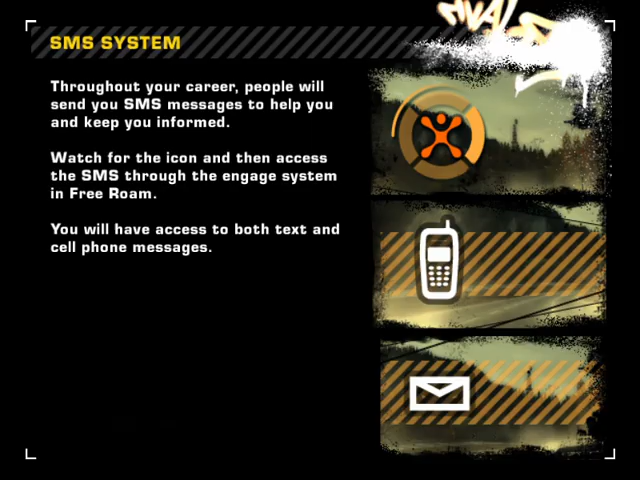 SMS SYSTEM
Throughout your career, people will
send you SMS messages to help you
and keep you informed.
Watch for the icon and then access
the SMS through the engage system
in Free Roam.
You will have access to both text and
cell phone messages.